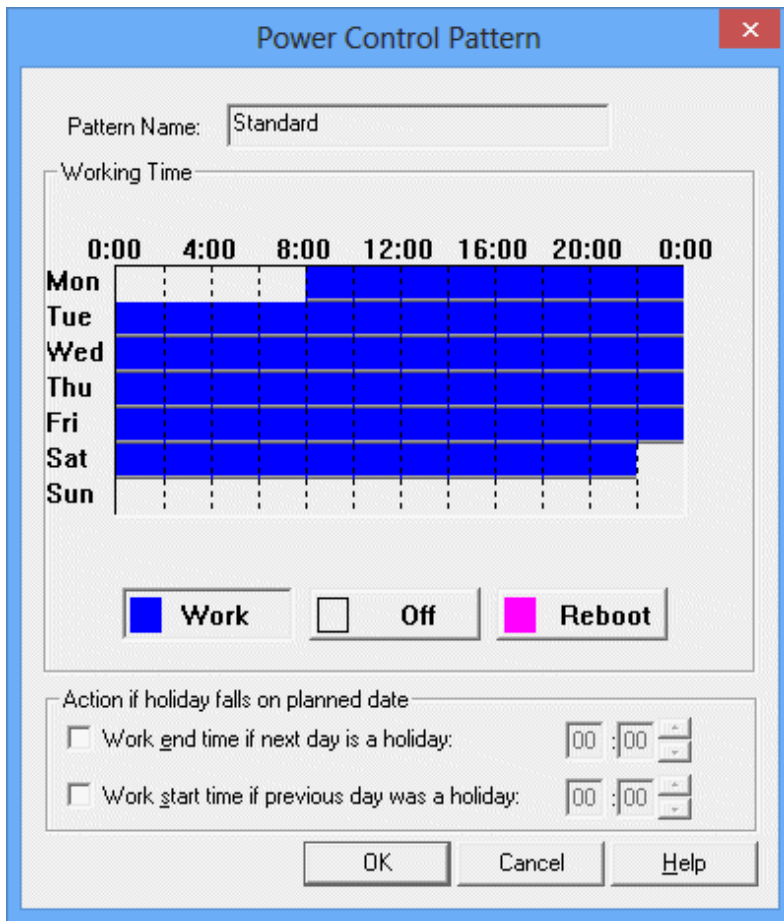 Power Control Pattern
Pattern Name: Standard
Working Time
0:00 4:00 8:00 12:00 16:00 20:00 0:00
Mon
Tue
Wed
Thu
Fri
Sat
Sun
Work Off Reboot
Action if holiday falls on planned date
Work end time if next day is a holiday: 00 : 00
Work start time if previous day was a holiday: 00 : 00
OK Cancel Help